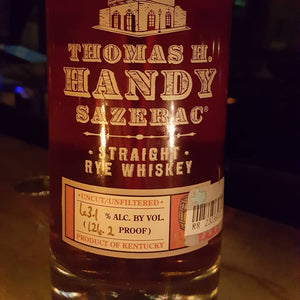 THOMAS H.
HANDY
SAZERAC®
· STRAIGHT ·
RYE WHISKEY
• UNCUT/UNFILTERED •
63.1 % ALC. BY VOL.
(126.2 PROOF)
PRODUCT OF KENTUCKY